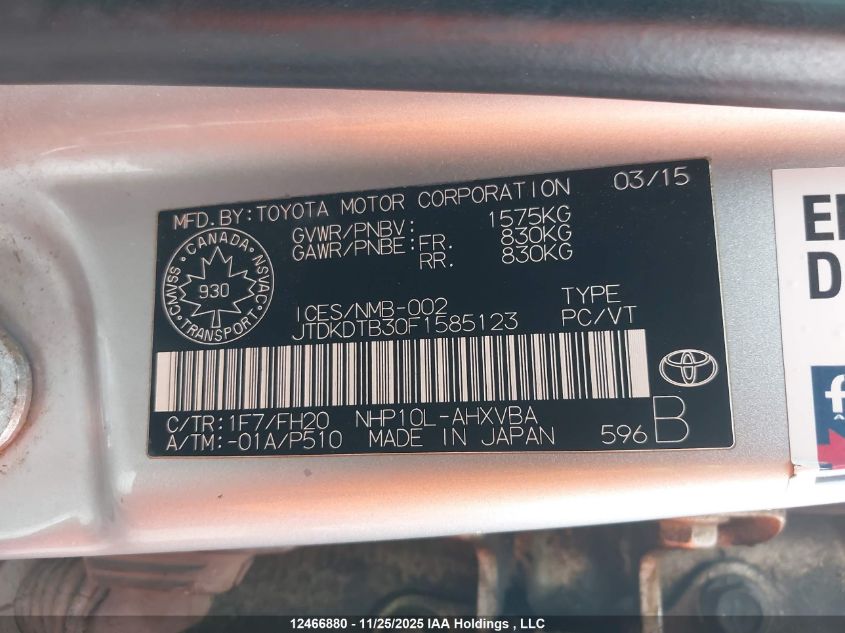 MFD. BY: TOYOTA MOTOR CORPORATION 03/15
GVWR/PNBV: 1575KG
GAWR/PNBE: FR. 830KG
RR. 830KG
CANADA
CMVSS 930 NSVAC
TRANSPORT
ICES/NMB-002 TYPE
JTDKDTB30F1585123 PC/VT
C/TR: 1F7/FH20 NHP10L-AHXVBA
A/TM: -01A/P510 MADE IN JAPAN 596 B
12466880 - 11/25/2025 IAA Holdings , LLC